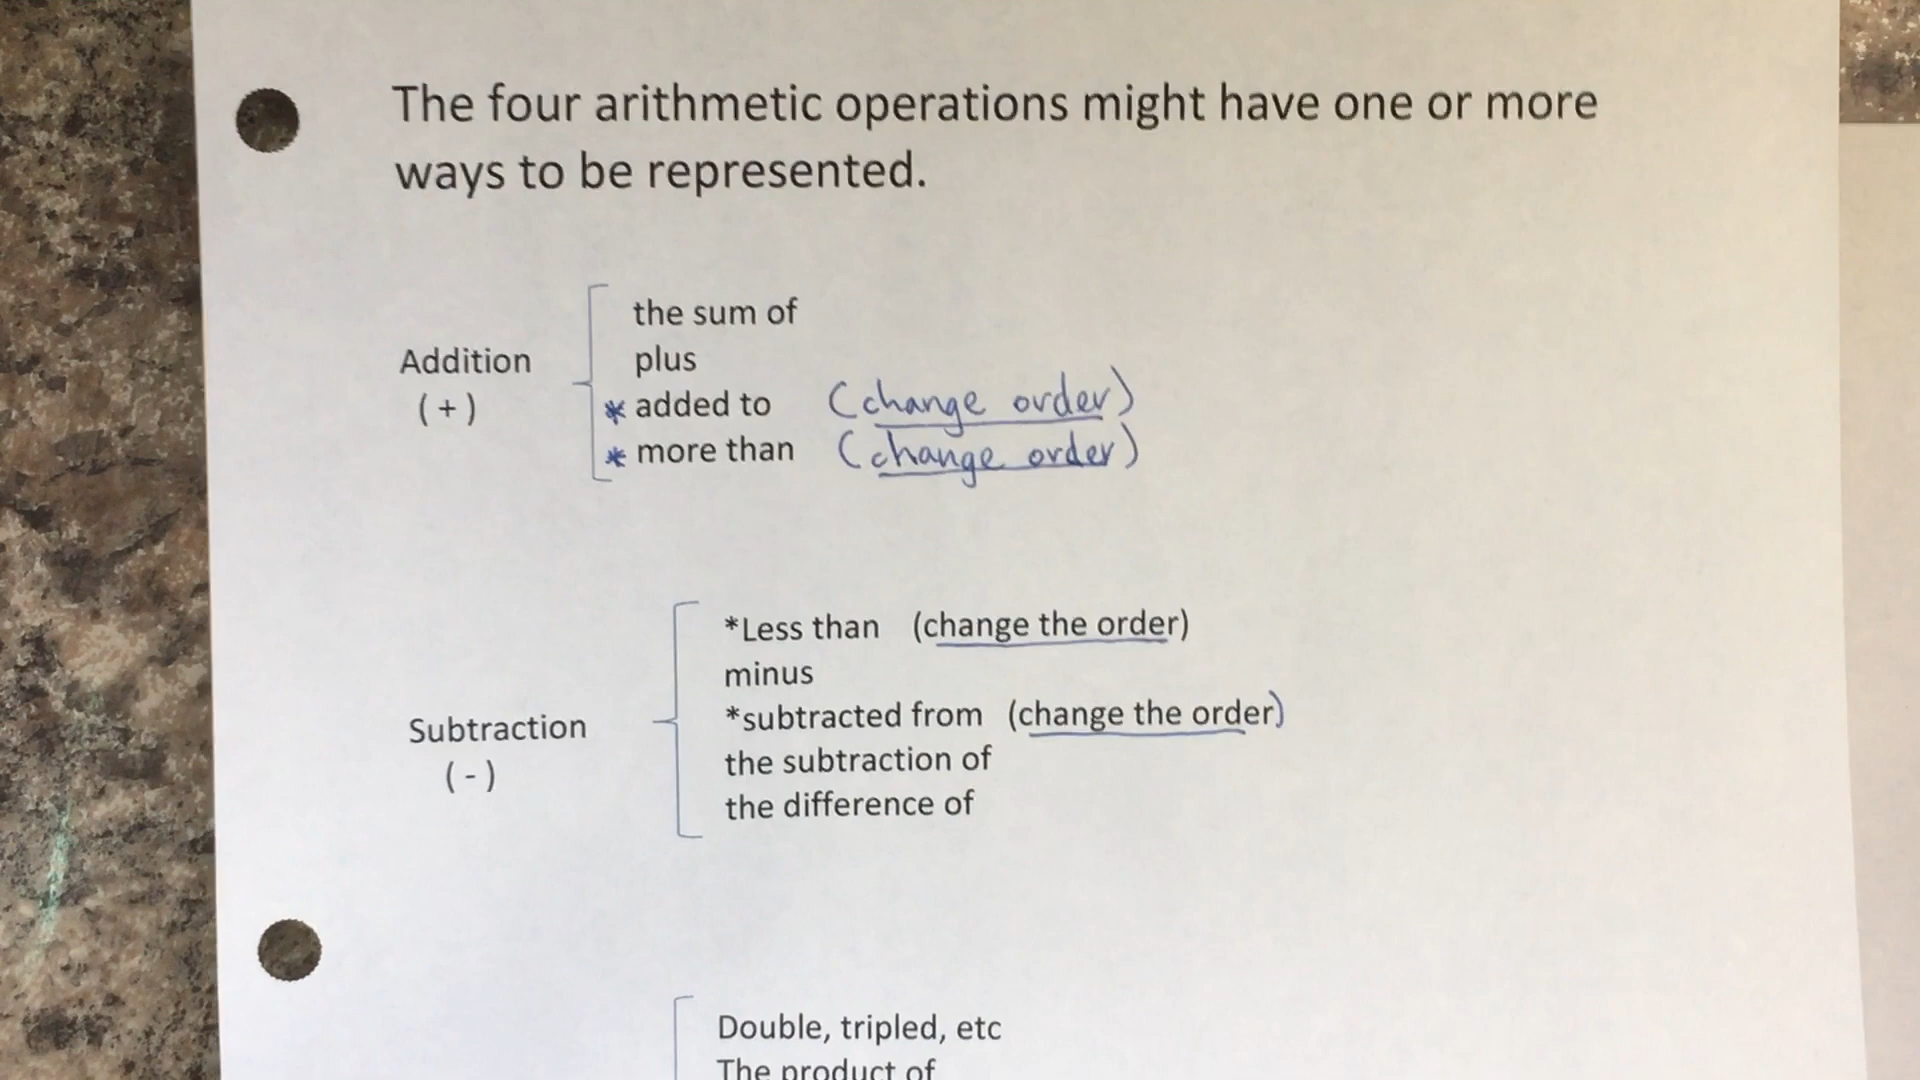 The four arithmetic operations might have one or more
ways to be represented.
the sum of
Addition
plus
( + )
* added to (change order)
* more than (change order)
*Less than (change the order)
minus
*subtracted from (change the order)
Subtraction
( - )
the subtraction of
the difference of
Double, tripled, etc
The product of